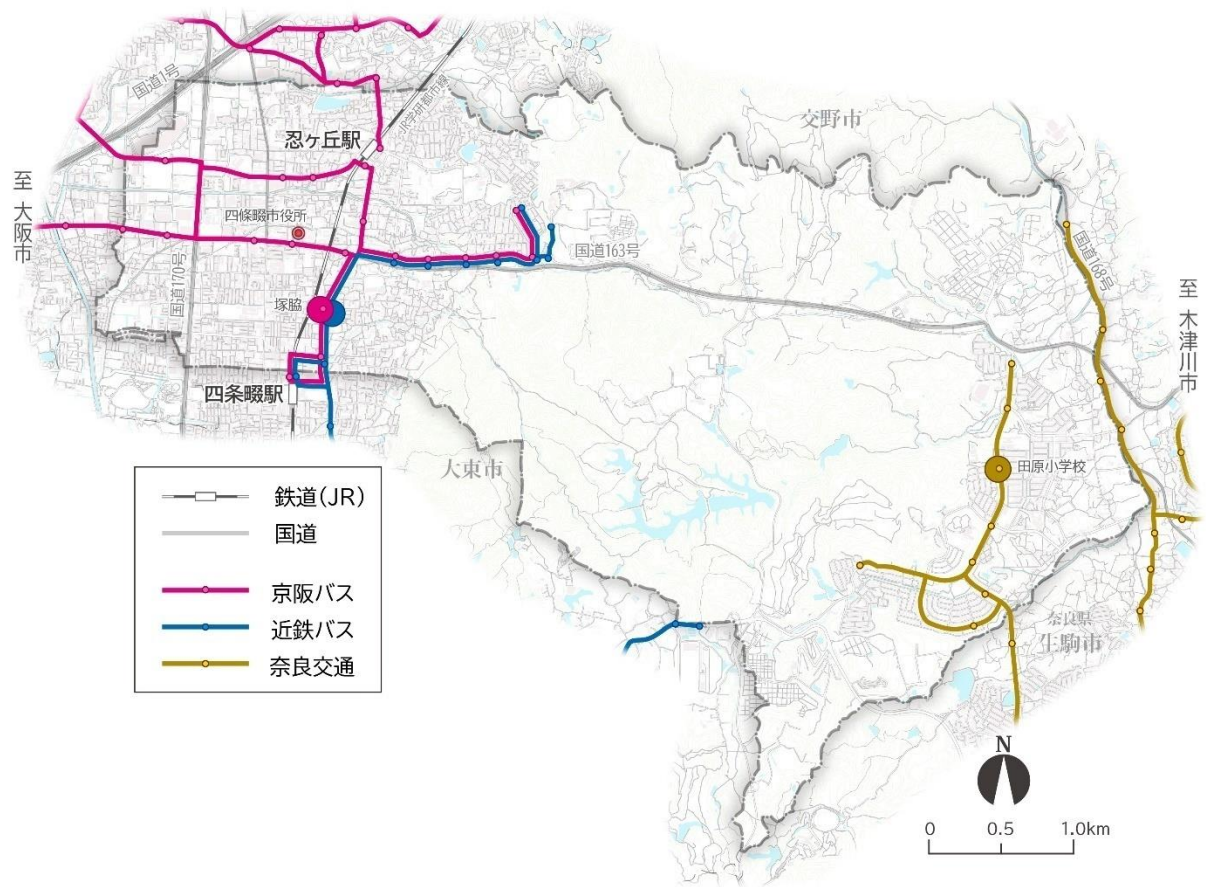 国道1号
JR学研都市線
交野市
忍ヶ丘駅
至 大阪市
四條畷市役所
国道163号
国道168号
国道170号
至 木津川市
塚脇
四条畷駅
大東市
田原小学校
鉄道(JR)
国道
京阪バス
近鉄バス
奈良交通
奈良県
生駒市
N
0 0.5 1.0km